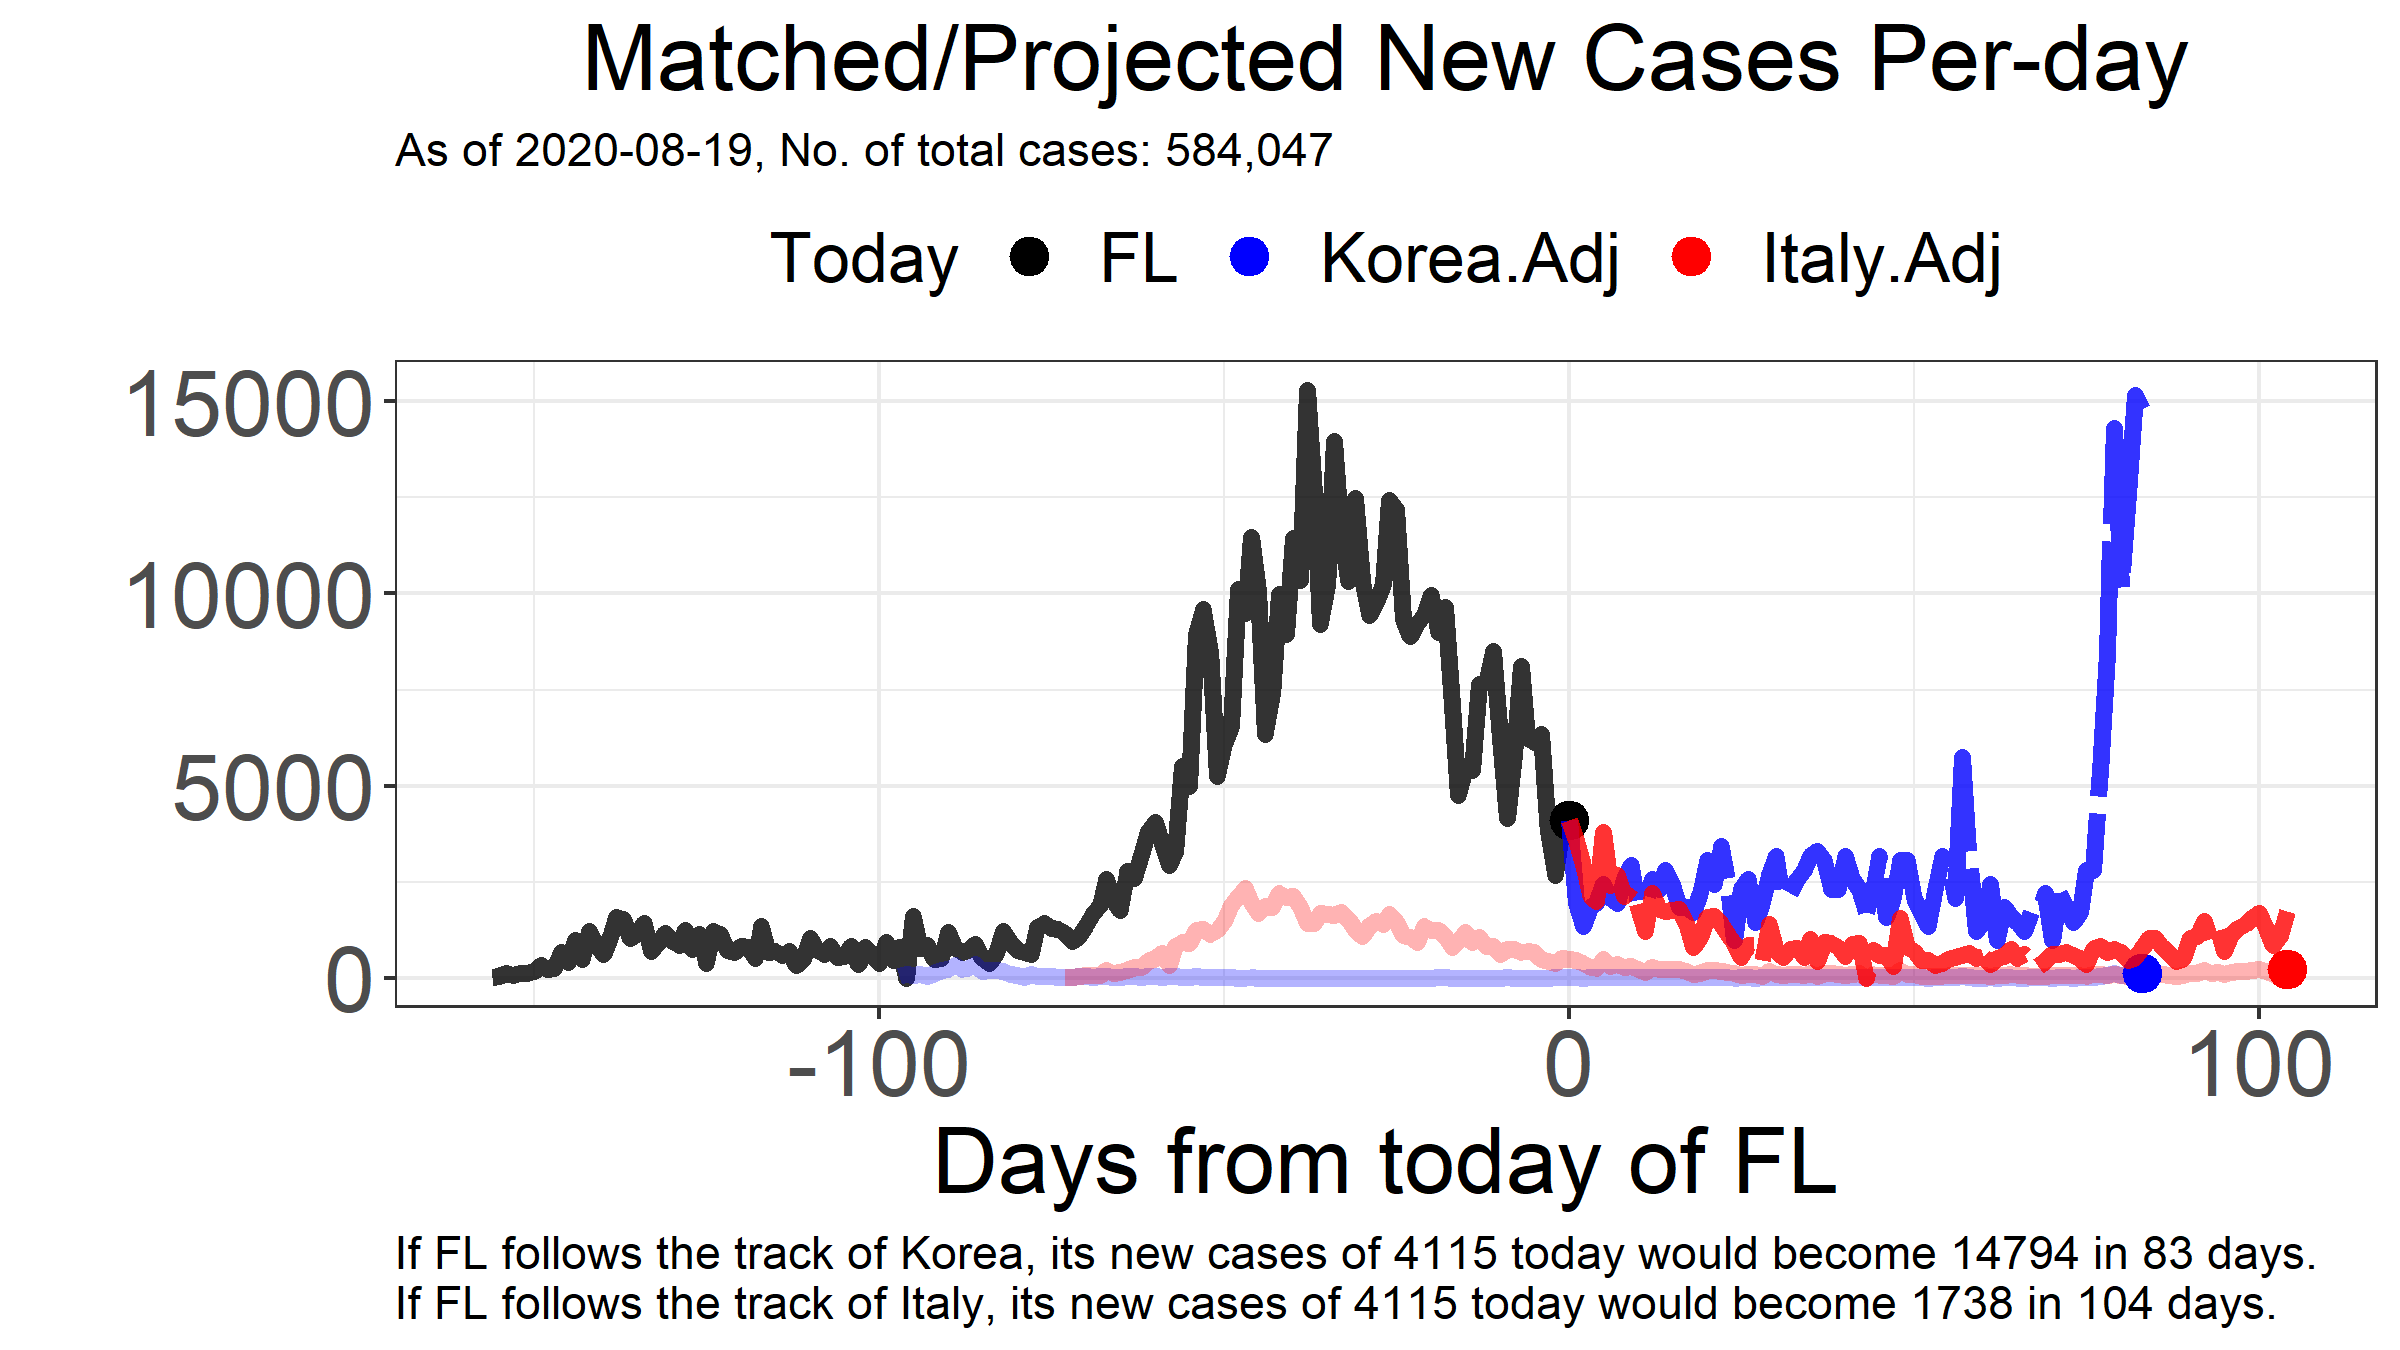 Matched/Projected New Cases Per-day
As of 2020-08-19, No. of total cases: 584,047
Today FL Korea.Adj Italy.Adj
15000
10000
5000
0
-100 0 100
Days from today of FL
If FL follows the track of Korea, its new cases of 4115 today would become 14794 in 83 days.
If FL follows the track of Italy, its new cases of 4115 today would become 1738 in 104 days.